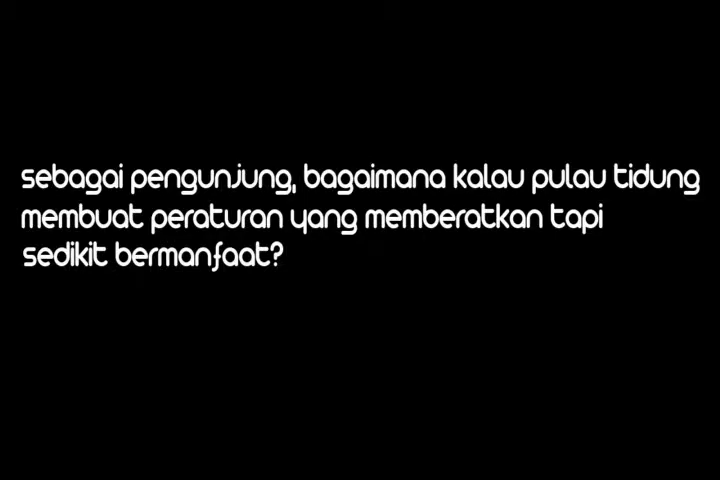 sebagai pengunjung, bagaimana kalau pulau tidung
membuat peraturan yang memberatkan tapi
sedikit bermanfaat?